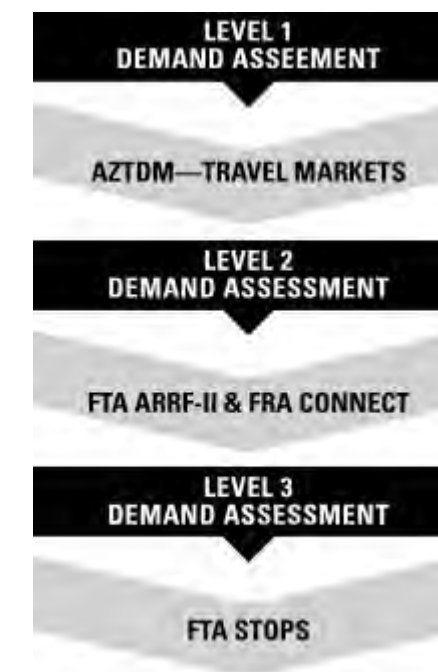 LEVEL 1
DEMAND ASSEEMENT
AZTDM—TRAVEL MARKETS
LEVEL 2
DEMAND ASSESSMENT
FTA ARRF-II & FRA CONNECT
LEVEL 3
DEMAND ASSESSMENT
FTA STOPS